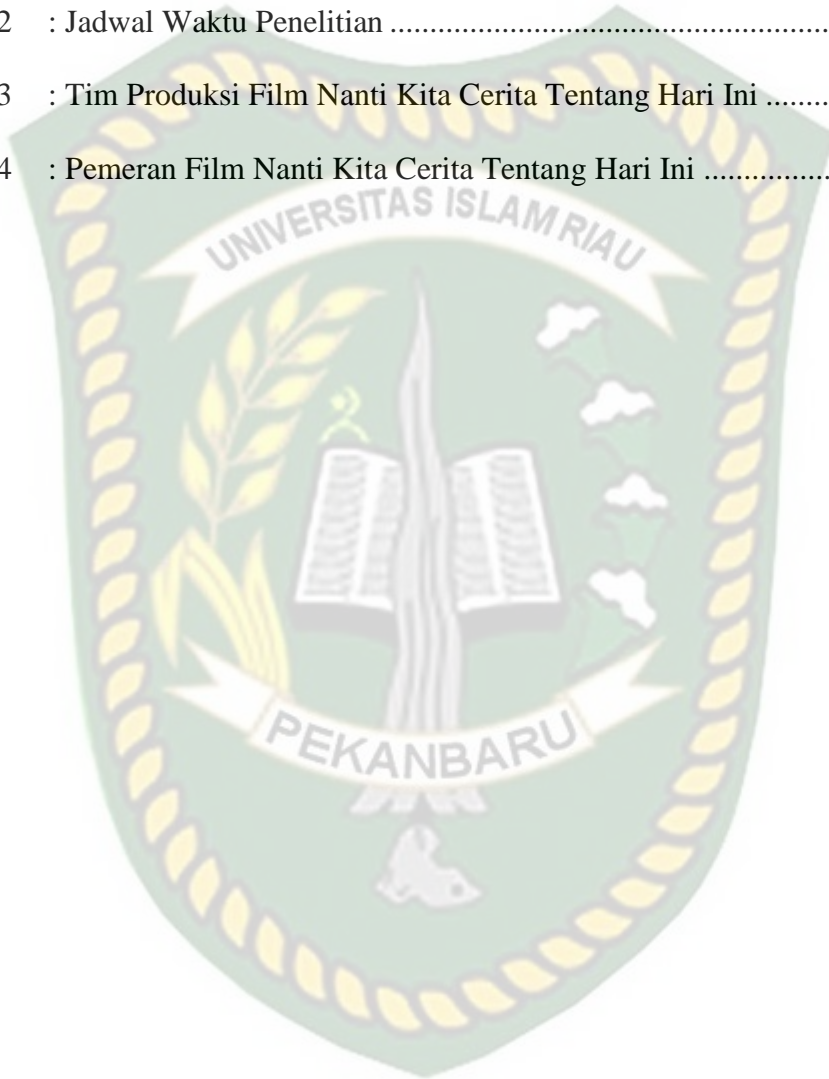 2 : Jadwal Waktu Penelitian ....................................................
3 : Tim Produksi Film Nanti Kita Cerita Tentang Hari Ini ........
4 : Pemeran Film Nanti Kita Cerita Tentang Hari Ini ................
UNIVERSITAS ISLAM RIAU
PEKANBARU